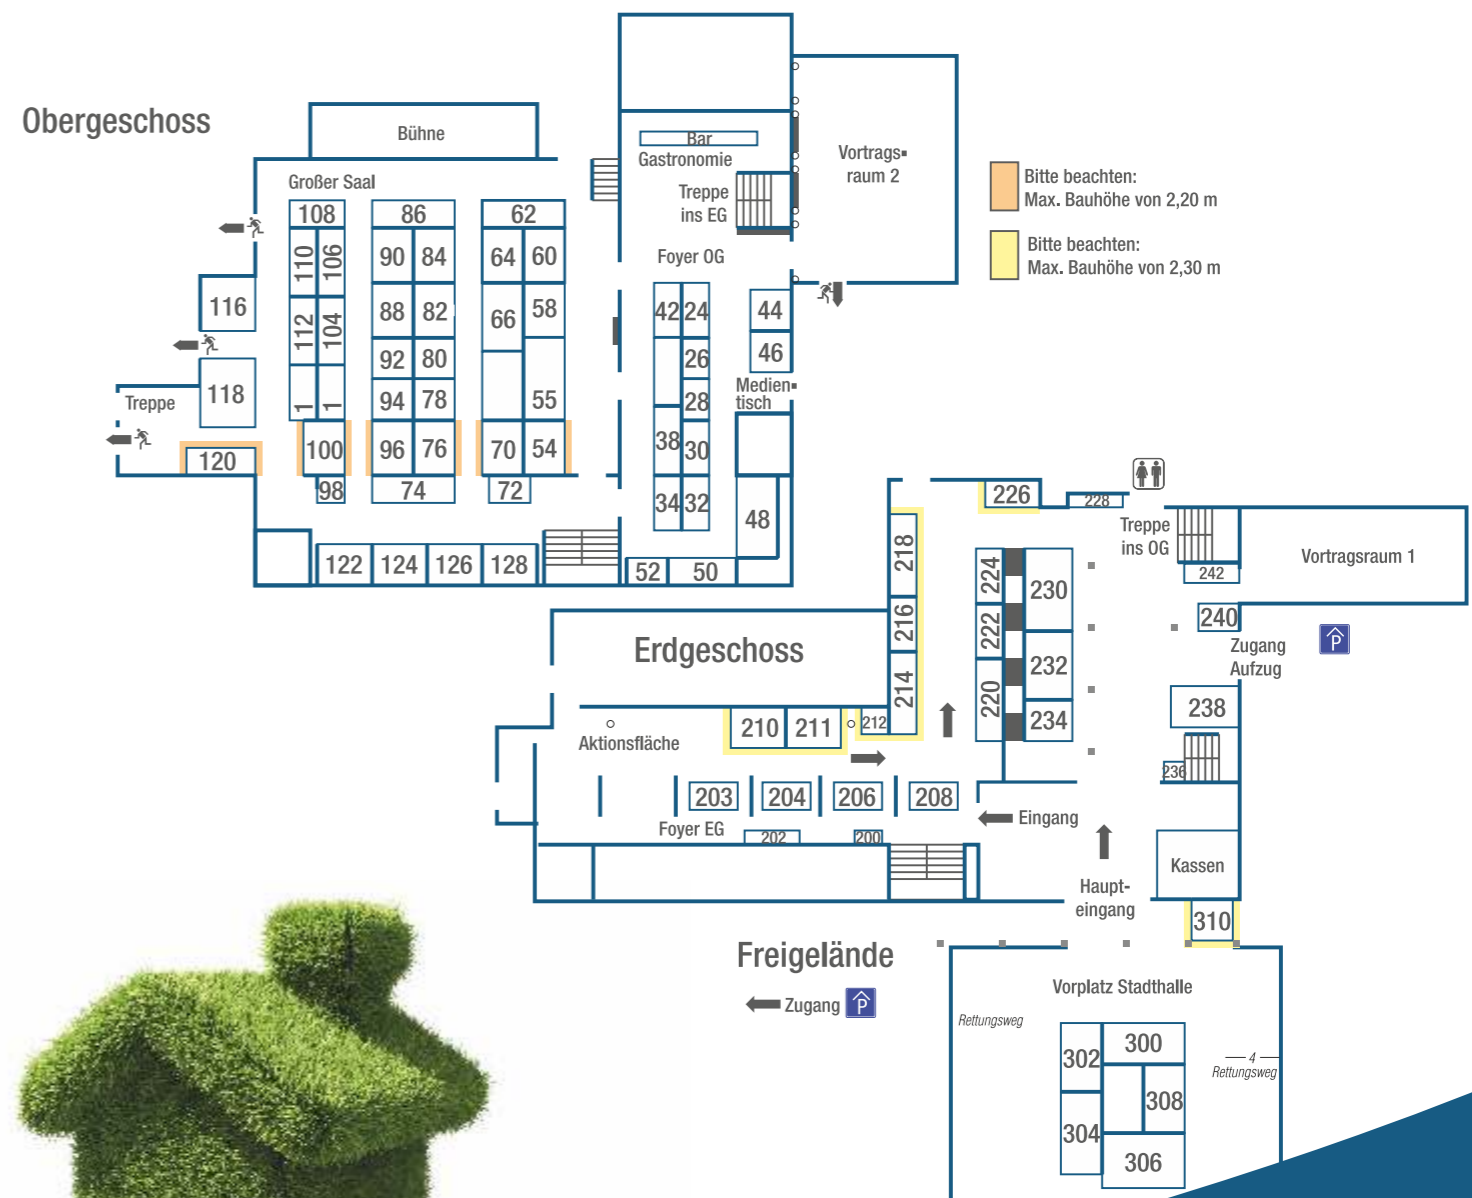 Obergeschoss
Bühne
Großer Saal
Bar
Gastronomie
Treppe
ins EG
Vortrags-
raum 2
Bitte beachten:
Max. Bauhöhe von 2,20 m
Bitte beachten:
Max. Bauhöhe von 2,30 m
Foyer OG
108
86
62
110
106
90
84
64
60
116
112
104
88
82
66
58
92
80
118
1
1
94
78
55
Treppe
120
100
96
76
70
54
98
74
72
122
124
126
128
42
24
44
26
46
28
Medien-
tisch
38
30
34
32
48
52
50
Erdgeschoss
226
228
Treppe
ins OG
Vortragsraum 1
218
224
230
242
216
222
240
Zugang
Aufzug
P
232
214
220
234
238
210
211
212
236
Aktionsfläche
203
204
206
208
Foyer EG
202
200
Eingang
Kassen
Haupt-
eingang
310
Freigelände
Zugang P
Vorplatz Stadthalle
Rettungsweg
4
Rettungsweg
302
300
308
304
306